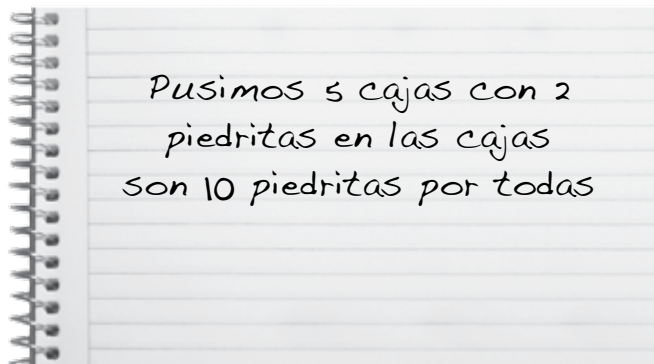 Pusimos 5 cajas con 2
piedritas en las cajas
son 10 piedritas por todas